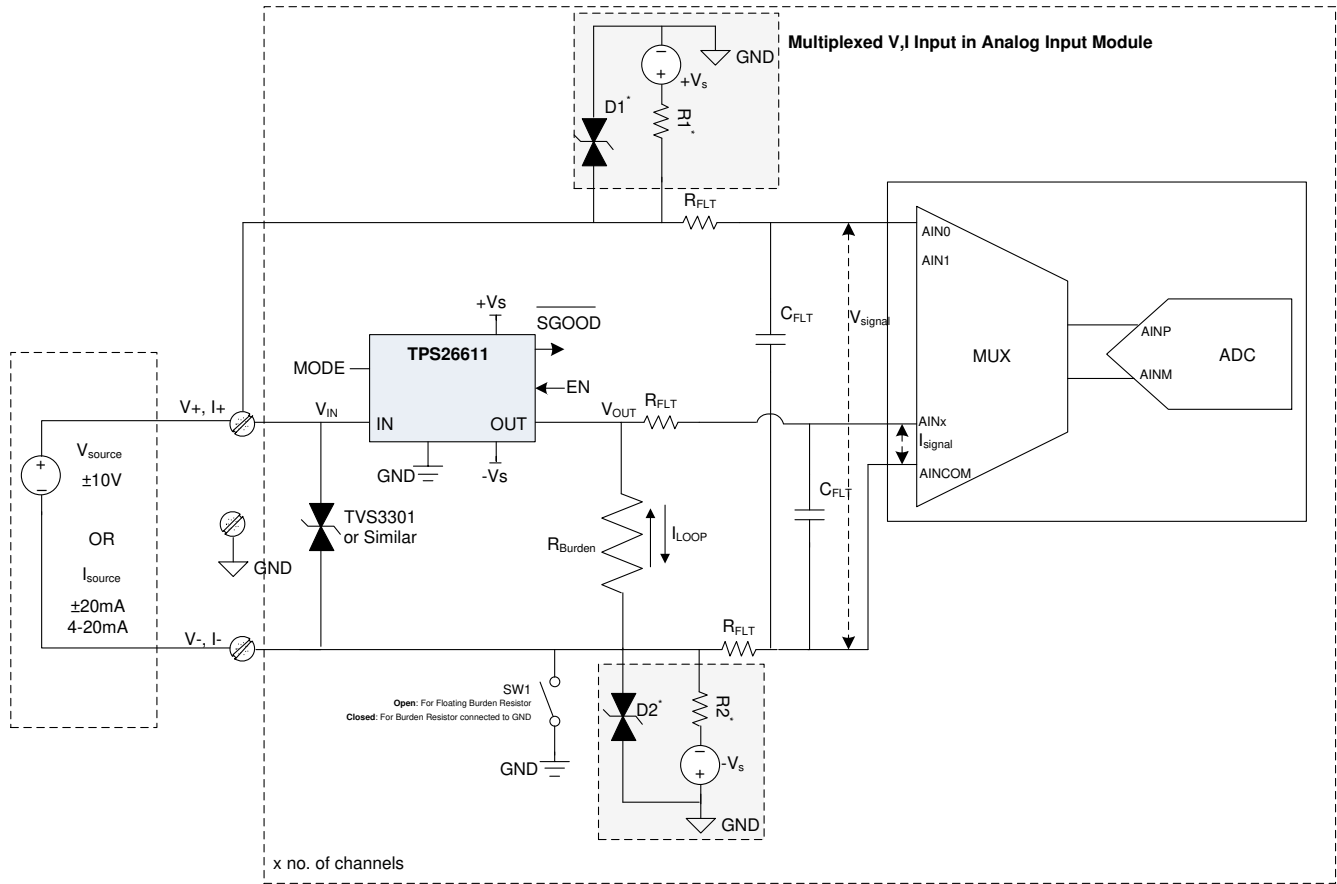 Multiplexed V,I Input in Analog Input Module
−
GND
+
+Vs
D1*
R1*
RFLT
AIN0
AIN1
+Vs
SGOOD
CFLT
Vsignal
TPS26611
MODE
EN
MUX
AINP
ADC
AINM
V+, I+
VIN
IN
OUT
VOUT
RFLT
AINx
Isignal
AINCOM
GND
-Vs
+
−
Vsource
±10V
OR
Isource
±20mA
4-20mA
TVS3301
or Similar
GND
RBurden
ILOOP
CFLT
V-, I-
RFLT
SW1
Open: For Floating Burden Resistor
Closed: For Burden Resistor connected to GND
GND
D2*
R2*
−
+
-Vs
GND
x no. of channels